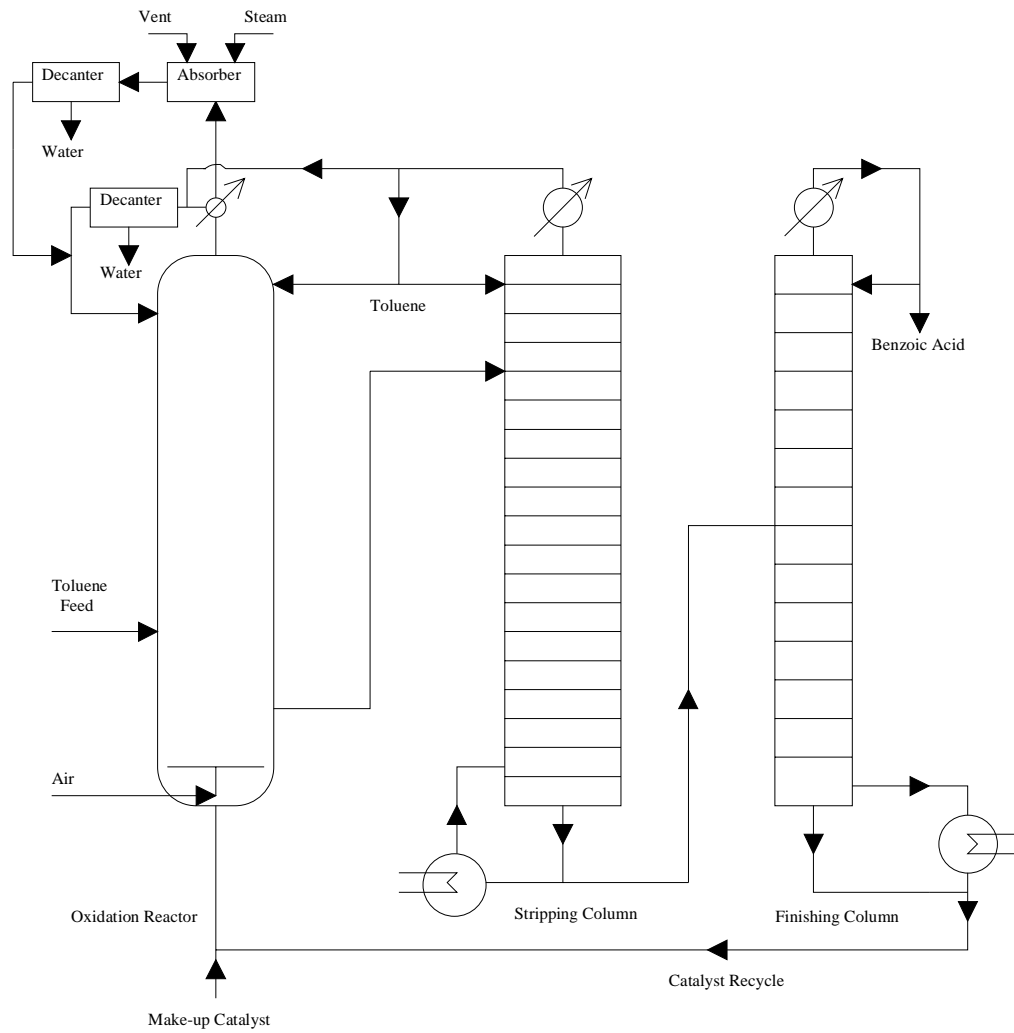 Vent
Steam
Decanter
Absorber
Water
Decanter
Water
Toluene
Benzoic Acid
Toluene
Feed
Air
Oxidation Reactor
Stripping Column
Finishing Column
Catalyst Recycle
Make-up Catalyst